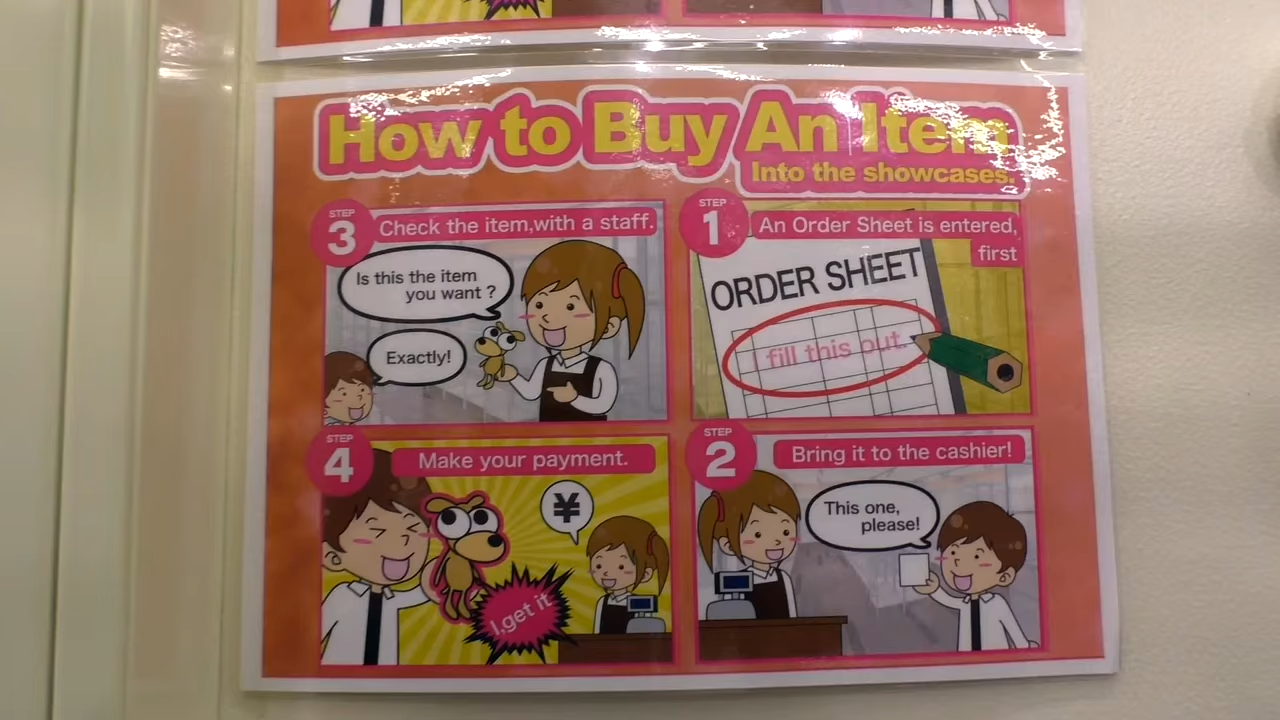 How to Buy An Item
Into the showcases.
STEP
1
An Order Sheet is entered,
first
ORDER SHEET
fill this out.
STEP
2
Bring it to the cashier!
This one,
please!
STEP
3
Check the item,with a staff.
Is this the item
you want ?
Exactly!
STEP
4
Make your payment.
¥
I,get it